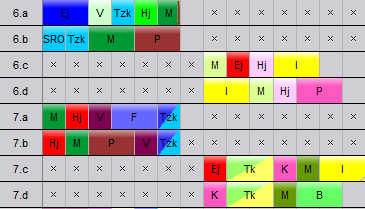 6.a Ej V Tzk Hj M × × × × × × ×
6.b SRO Tzk M P × × × × × × ×
6.c × × × × × × × M Ej Hj I × ×
6.d × × × × × × × I M Hj P ×
7.a M Hj V F Tzk × × × × × × × ×
7.b Hj M P V Tzk × × × × × × × ×
7.c × × × × × × × Ej Tk K M I
7.d × × × × × × × K Tk M B ×